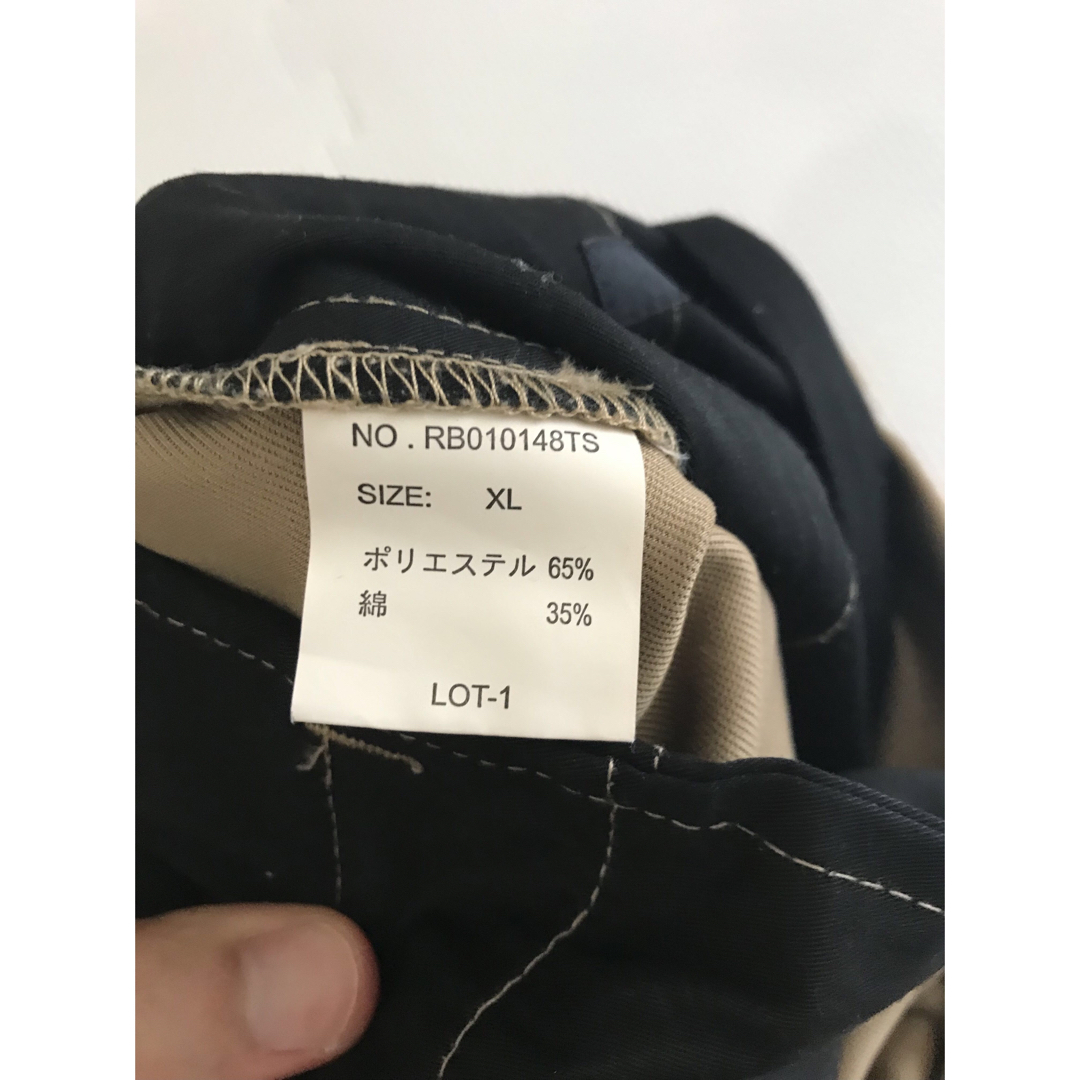 NO . RB010148TS
SIZE: XL
ポリエステル 65%
綿 35%
LOT-1